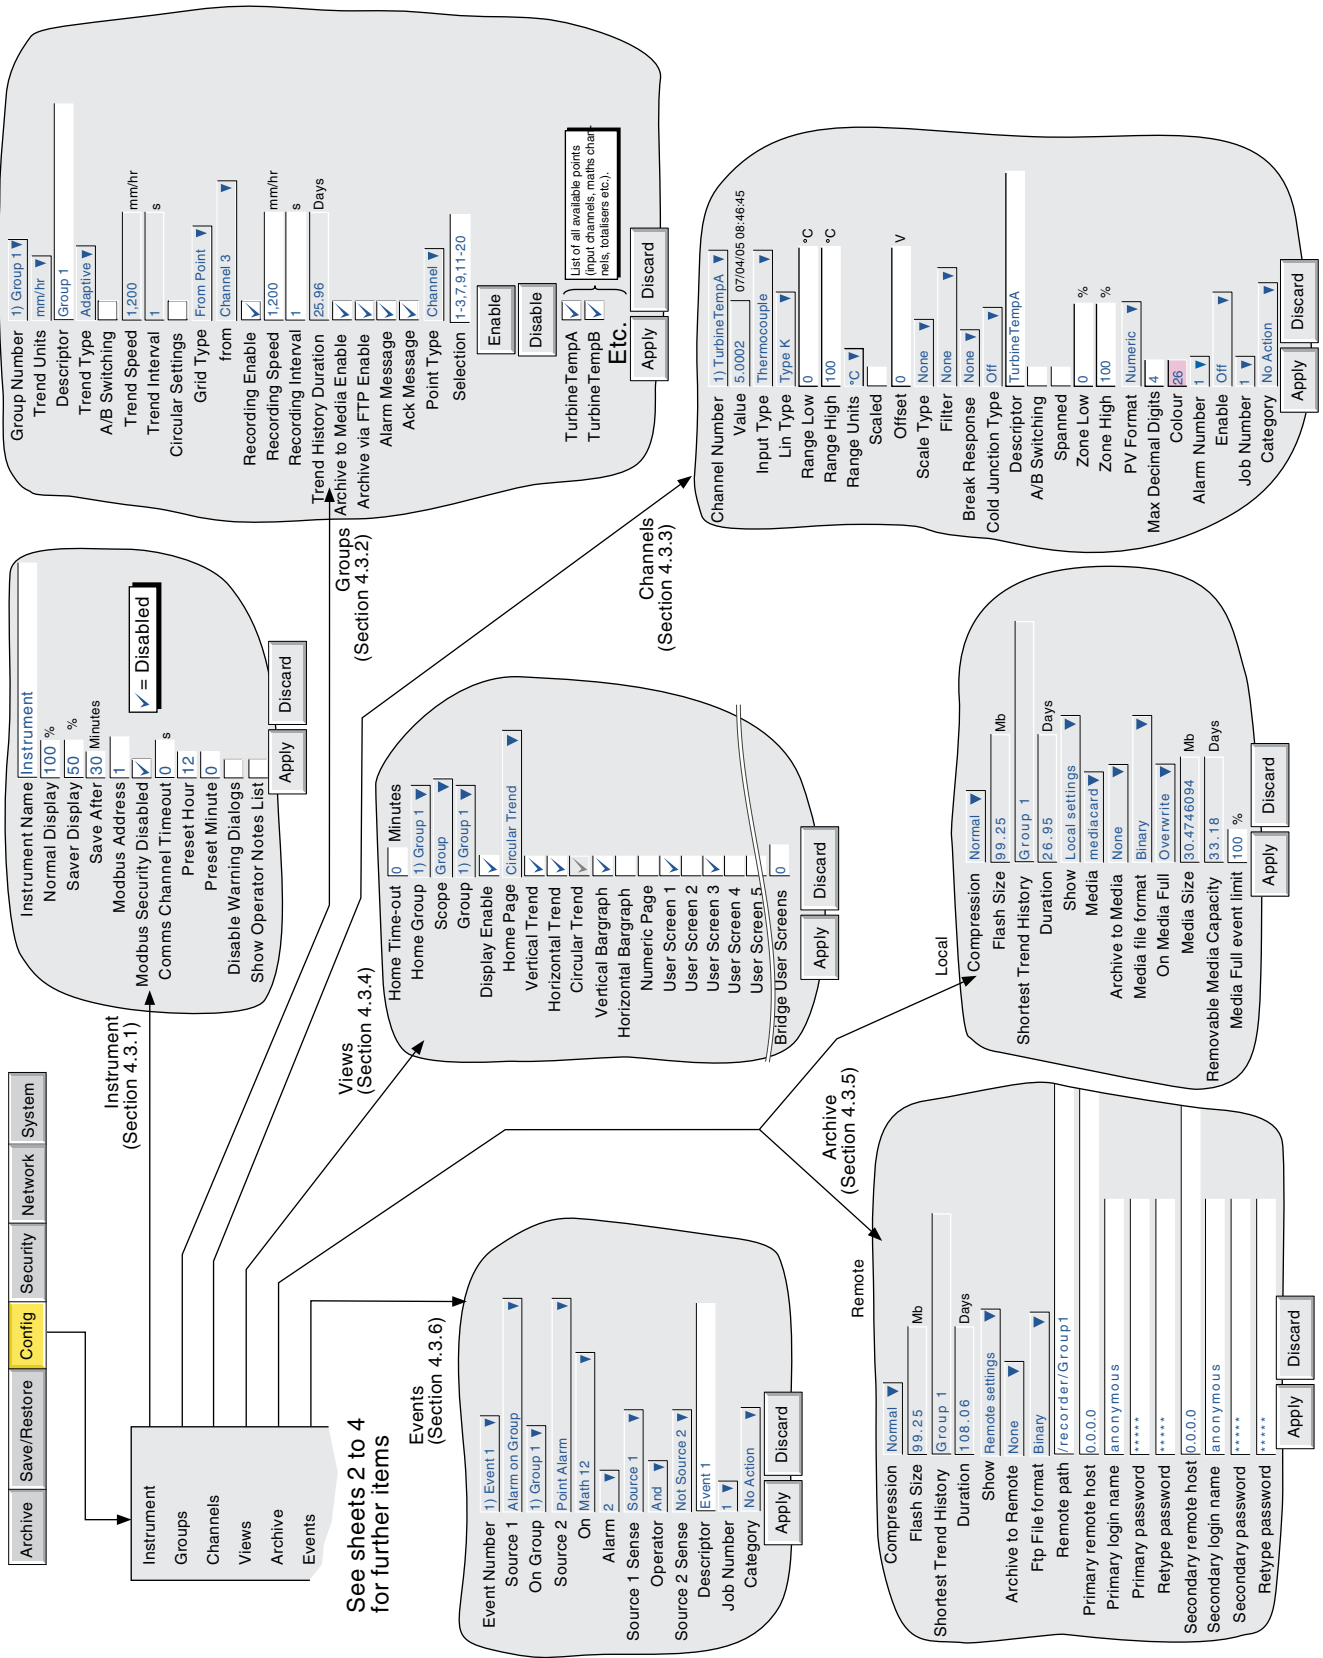 Archive
Save/Restore
Config
Security
Network
System
Instrument
Groups
Channels
Views
Archive
Events
See sheets 2 to 4
for further items
Instrument
(Section 4.3.1)
Instrument Name Instrument
Normal Display 100 %
Saver Display 50 %
Save After 30 Minutes
Modbus Address 1
Modbus Security Disabled
✓ = Disabled
Comms Channel Timeout 0 s
Preset Hour 12
Preset Minute 0
Disable Warning Dialogs
Show Operator Notes List
Apply Discard
Groups
(Section 4.3.2)
Group Number 1) Group 1
Trend Units mm/hr
Descriptor Group 1
Trend Type Adaptive
A/B Switching
Trend Speed 1,200 mm/hr
Trend Interval 1 s
Circular Settings
Grid Type From Point
from Channel 3
Recording Enable
Recording Speed 1,200 mm/hr
Recording Interval 1 s
Trend History Duration 25.96 Days
Archive to Media Enable
Archive via FTP Enable
Alarm Message
Ack Message
Point Type Channel
Selection 1-3,7,9,11-20
Enable
Disable
TurbineTempA
TurbineTempB
Etc.
List of all available points
(input channels, maths chan-
nels, totalisers etc.).
Apply Discard
Channels
(Section 4.3.3)
Channel Number 1) TurbineTempA
Value 5.0002 07/04/05 08:46:45
Input Type Thermocouple
Lin Type Type K
Range Low 0 °C
Range High 100 °C
Range Units °C
Scaled
Offset 0 V
Scale Type None
Filter None
Break Response None
Cold Junction Type Off
Descriptor TurbineTempA
A/B Switching
Spanned
Zone Low 0 %
Zone High 100 %
PV Format Numeric
Max Decimal Digits 4
Colour 26
Alarm Number 1
Enable Off
Job Number 1
Category No Action
Apply Discard
Views
(Section 4.3.4)
Home Time-out 0 Minutes
Home Group 1) Group 1
Scope Group
Group 1) Group 1
Display Enable
Home Page Circular Trend
Vertical Trend
Horizontal Trend
Circular Trend
Vertical Bargraph
Horizontal Bargraph
Numeric Page
User Screen 1
User Screen 2
User Screen 3
User Screen 4
User Screen 5
Bridge User Screens 0
Apply Discard
Archive
(Section 4.3.5)
Local
Compression Normal
Flash Size 99.25 Mb
Shortest Trend History Group 1
Duration 26.95 Days
Show Local settings
Media mediacard
Archive to Media None
Media file format Binary
On Media Full Overwrite
Media Size 30.4746094 Mb
Removable Media Capacity 33.18 Days
Media Full event limit 100 %
Apply Discard
Remote
Compression Normal
Flash Size 99.25 Mb
Shortest Trend History Group 1
Duration 108.06 Days
Show Remote settings
Archive to Remote None
Ftp File format Binary
Remote path /recorder/Group1
Primary remote host 0.0.0.0
Primary login name anonymous
Primary password ****
Retype password ****
Secondary remote host 0.0.0.0
Secondary login name anonymous
Secondary password *****
Retype password *****
Apply Discard
Events
(Section 4.3.6)
Event Number 1) Event 1
Source 1 Alarm on Group
On Group 1) Group 1
Source 2 Point Alarm
On Math 12
Alarm 2
Source 1 Sense Source 1
Operator And
Source 2 Sense Not Source 2
Descriptor Event 1
Job Number 1
Category No Action
Apply Discard